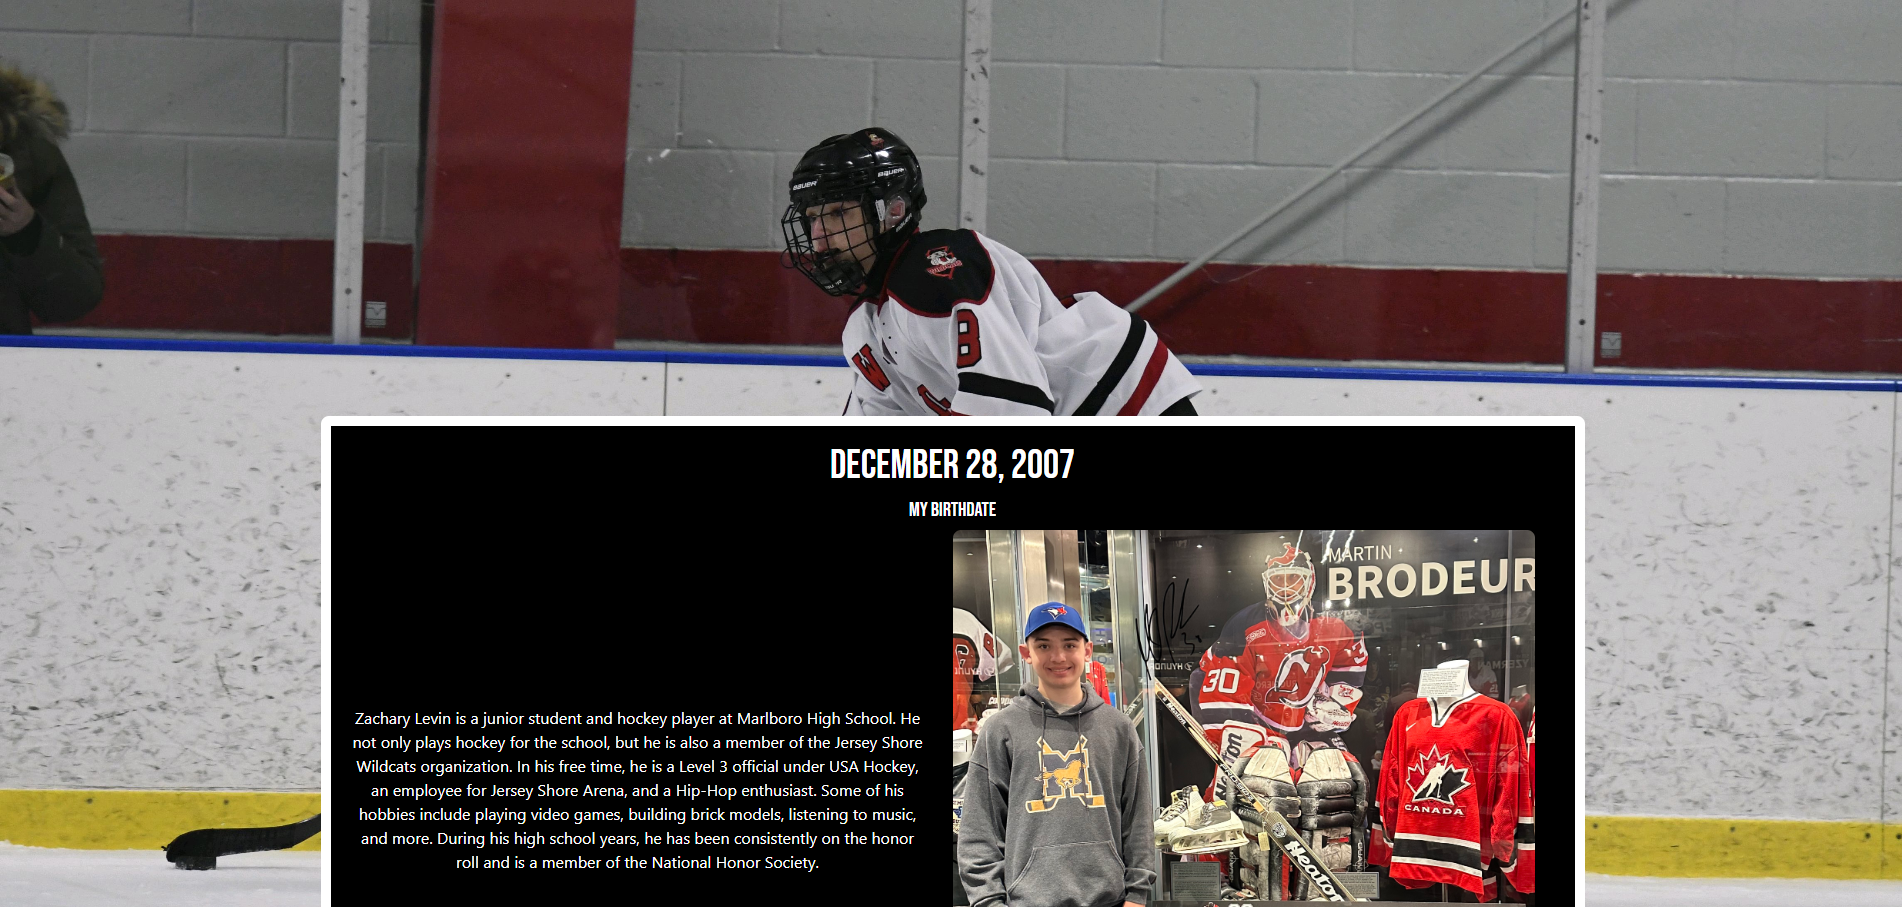 BAUER
BAUER
8
W
DECEMBER 28, 2007
MY BIRTHDATE
MARTIN
BRODEUR
30
Zachary Levin is a junior student and hockey player at Marlboro High School. He
not only plays hockey for the school, but he is also a member of the Jersey Shore
Wildcats organization. In his free time, he is a Level 3 official under USA Hockey,
an employee for Jersey Shore Arena, and a Hip-Hop enthusiast. Some of his
hobbies include playing video games, building brick models, listening to music,
and more. During his high school years, he has been consistently on the honor
roll and is a member of the National Honor Society.
CANADA
Heaton